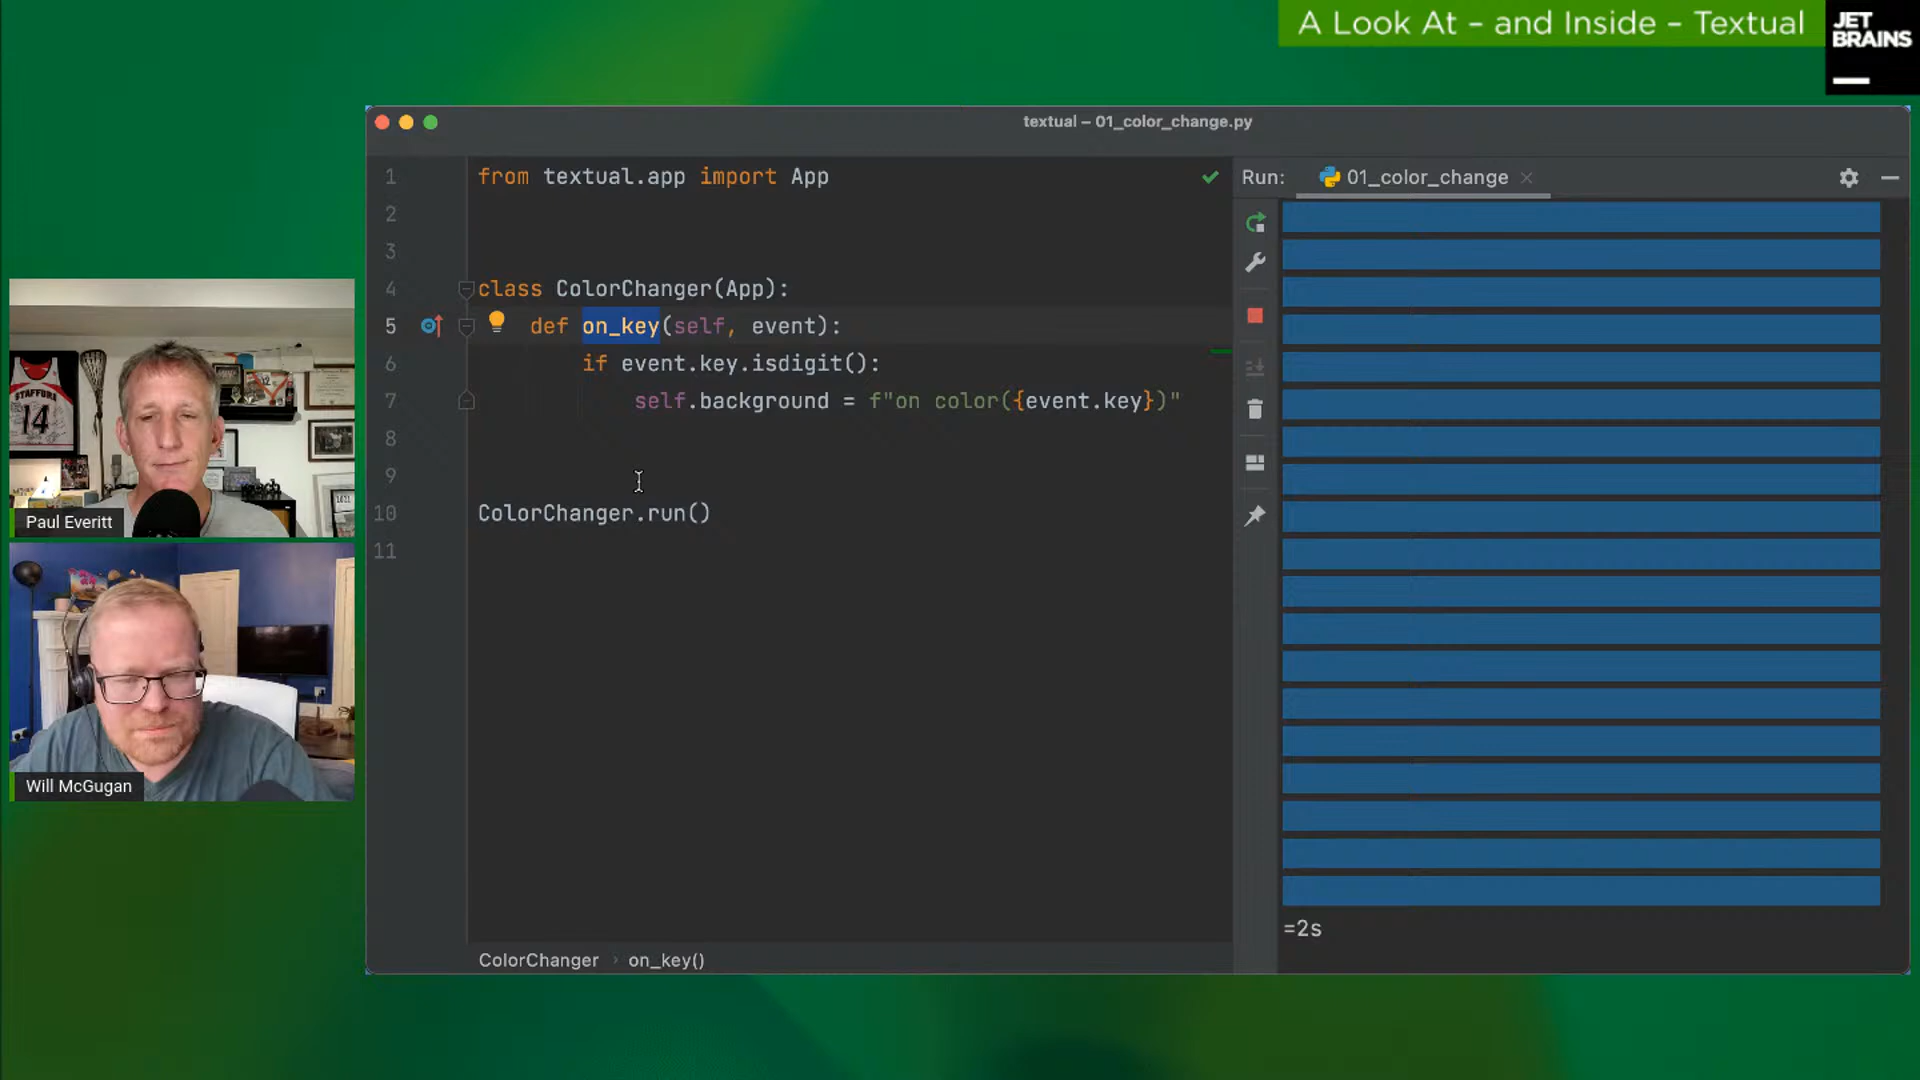 A Look At – and Inside – Textual
JET
BRAINS
textual – 01_color_change.py
1 from textual.app import App
2
3
4 class ColorChanger(App):
5 def on_key(self, event):
6 if event.key.isdigit():
7 self.background = f"on color({event.key})"
8
9
10 ColorChanger.run()
11
Run: 01_color_change
=2s
ColorChanger › on_key()
STAFFORD
14
Paul Everitt
Will McGugan